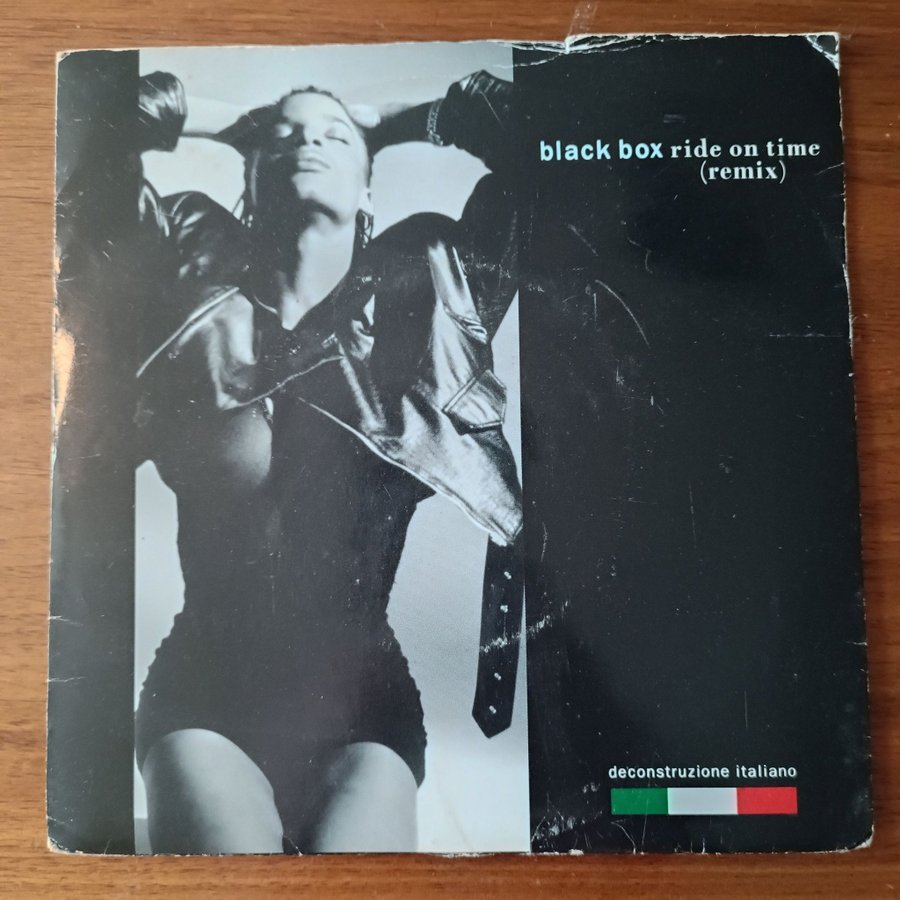 black box ride on time
(remix)
deconstruzione italiano